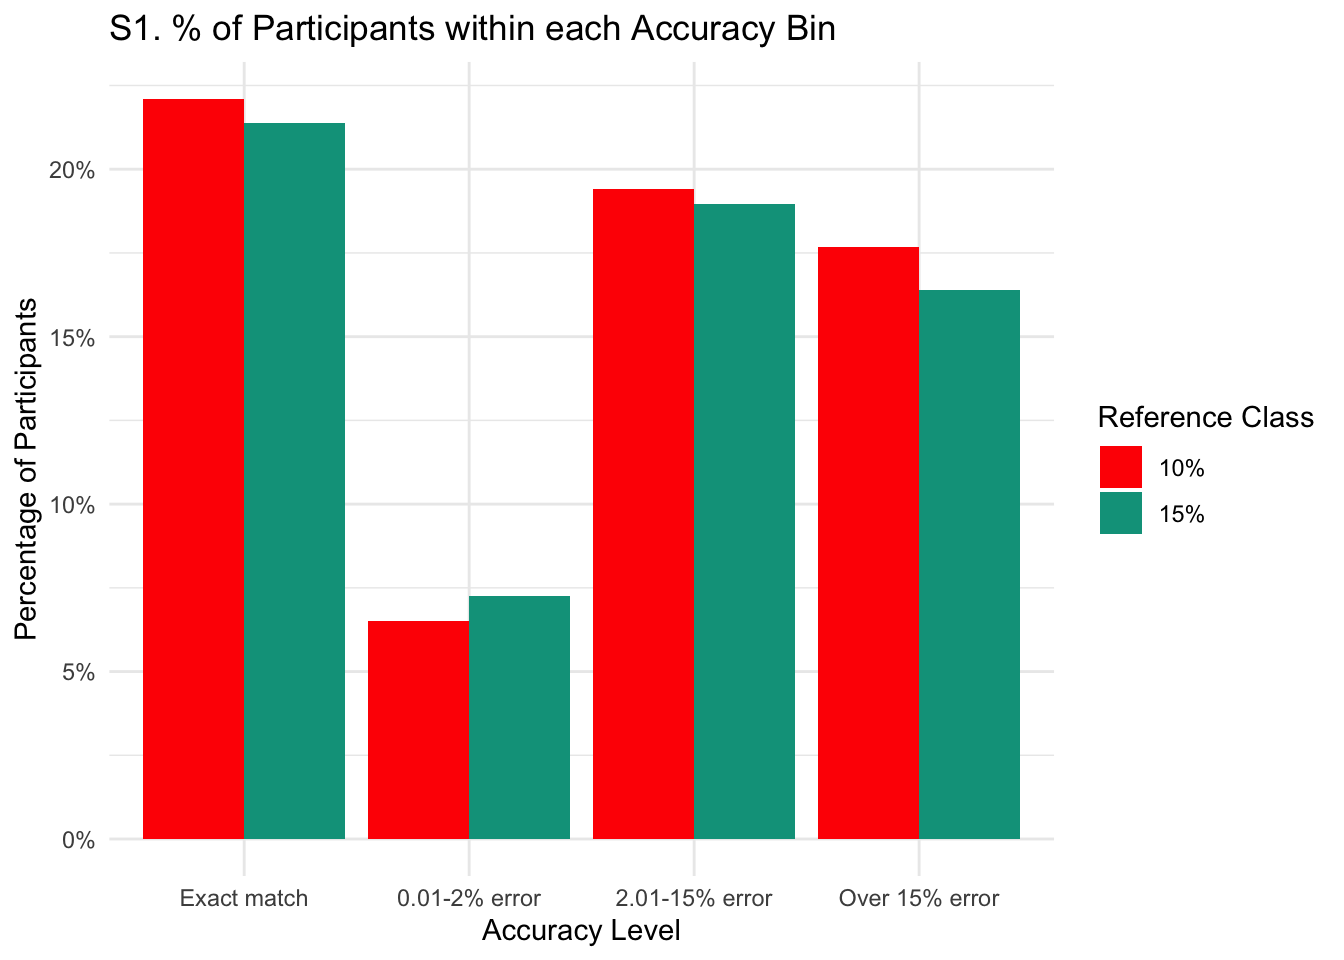 S1. % of Participants within each Accuracy Bin
Percentage of Participants
20%
15%
10%
5%
0%
Exact match
0.01-2% error
2.01-15% error
Over 15% error
Accuracy Level
Reference Class
10%
15%